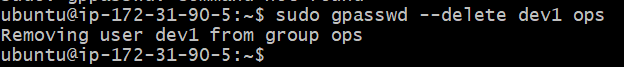 ubuntu@ip-172-31-90-5:~$ sudo gpasswd --delete dev1 ops
Removing user dev1 from group ops
ubuntu@ip-172-31-90-5:~$